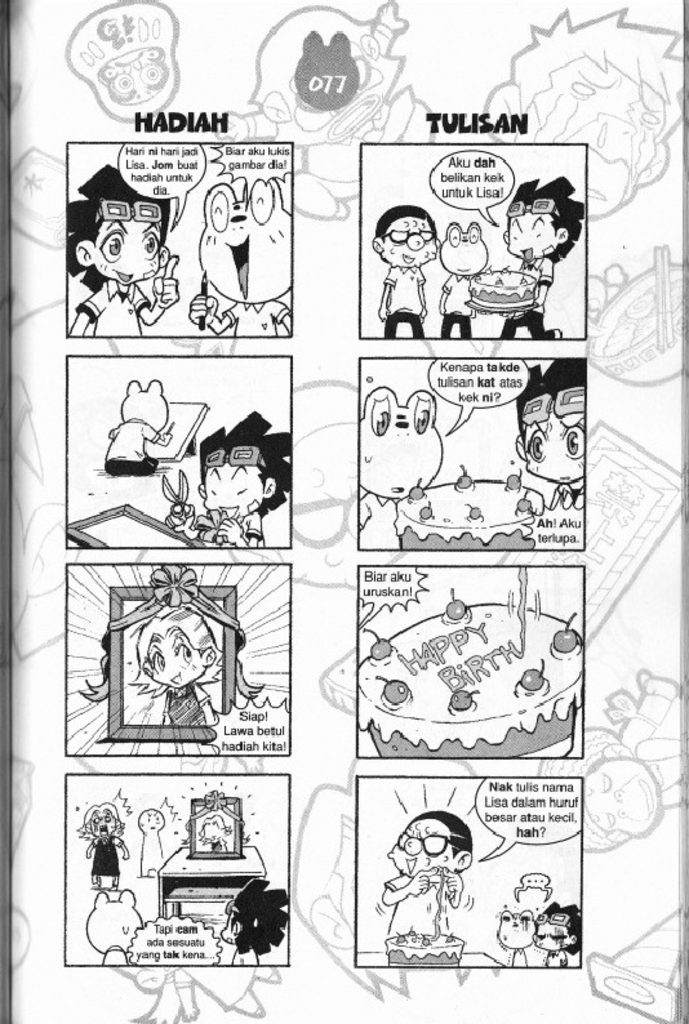 077
HADIAH
Hari ni hari jadi
Lisa. Jom buat
hadiah untuk
dia.
Biar aku lukis
gambar dia!
Siap!
Lawa betul
hadiah kita!
Tapi cam
ada sesuatu
yang tak kena...
TULISAN
Aku dah
belikan kek
untuk Lisa!
Kenapa takde
tulisan kat atas
kek ni?
Ah! Aku
terlupa.
Biar aku
uruskan!
HAPPY
BIRTH
Nak tulis nama
Lisa dalam huruf
besar atau kecil,
hah?